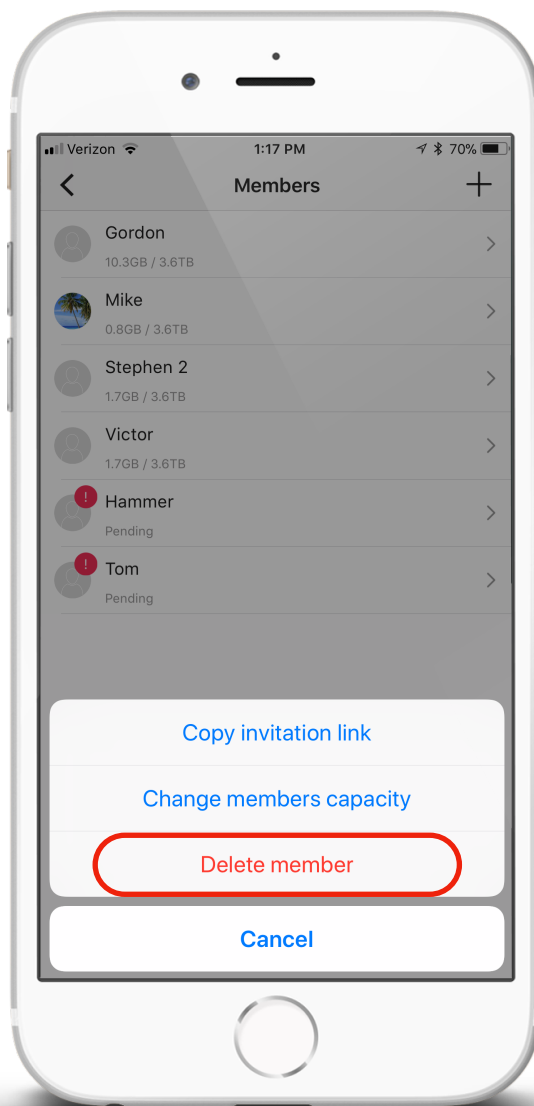 Verizon 1:17 PM 70%
Members
Gordon
10.3GB / 3.6TB
Mike
0.8GB / 3.6TB
Stephen 2
1.7GB / 3.6TB
Victor
1.7GB / 3.6TB
Hammer
Pending
Tom
Pending
Copy invitation link
Change members capacity
Delete member
Cancel